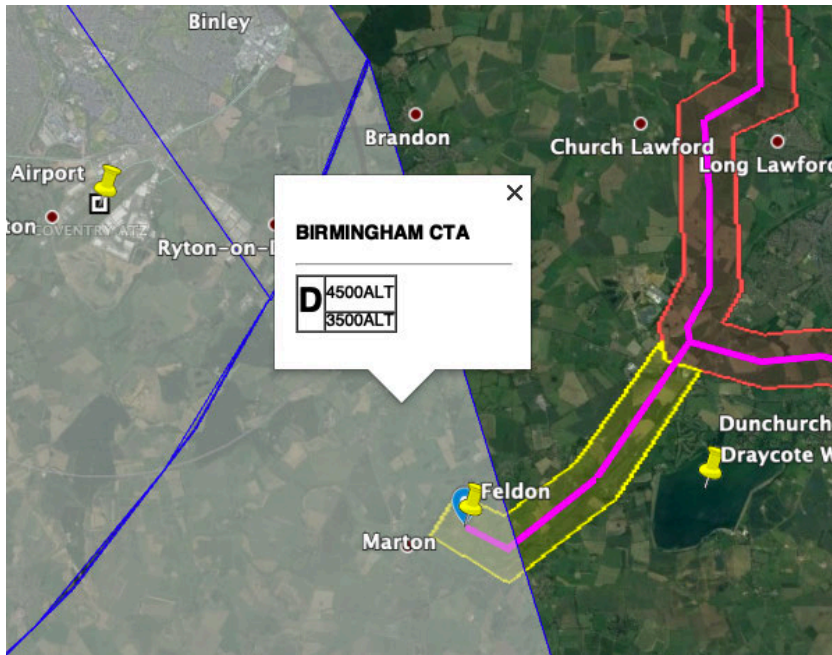 Binley
Brandon
Church Lawford
Long Lawford
Airport
COVENTRY ATZ
Ryton-on-D
BIRMINGHAM CTA
D
4500ALT
3500ALT
Dunchurch
Draycote W
Feldon
Marton
ton